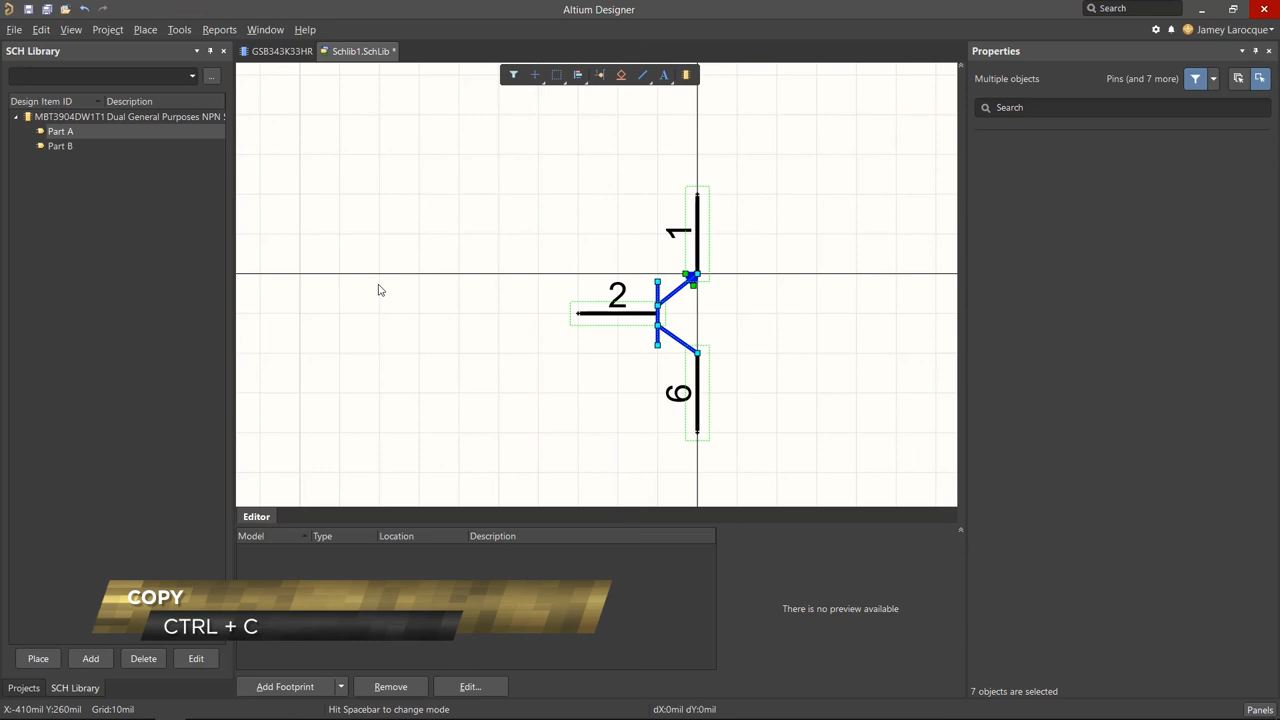 Altium Designer
Search
File Edit View Project Place Tools Reports Window Help
Jamey Larocque
SCH Library
GSB343K33HR
Schlib1.SchLib *
Properties
Multiple objects
Pins (and 7 more)
...
Search
Design Item ID
Description
MBT3904DW1T1 Dual General Purposes NPN S
Part A
Part B
1
2
6
Editor
Model
Type
Location
Description
There is no preview available
COPY
CTRL + C
Place
Add
Delete
Edit
Add Footprint
Remove
Edit...
Projects
SCH Library
7 objects are selected
X:-410mil Y:260mil Grid:10mil
Hit Spacebar to change mode
dX:0mil dY:0mil
Panels